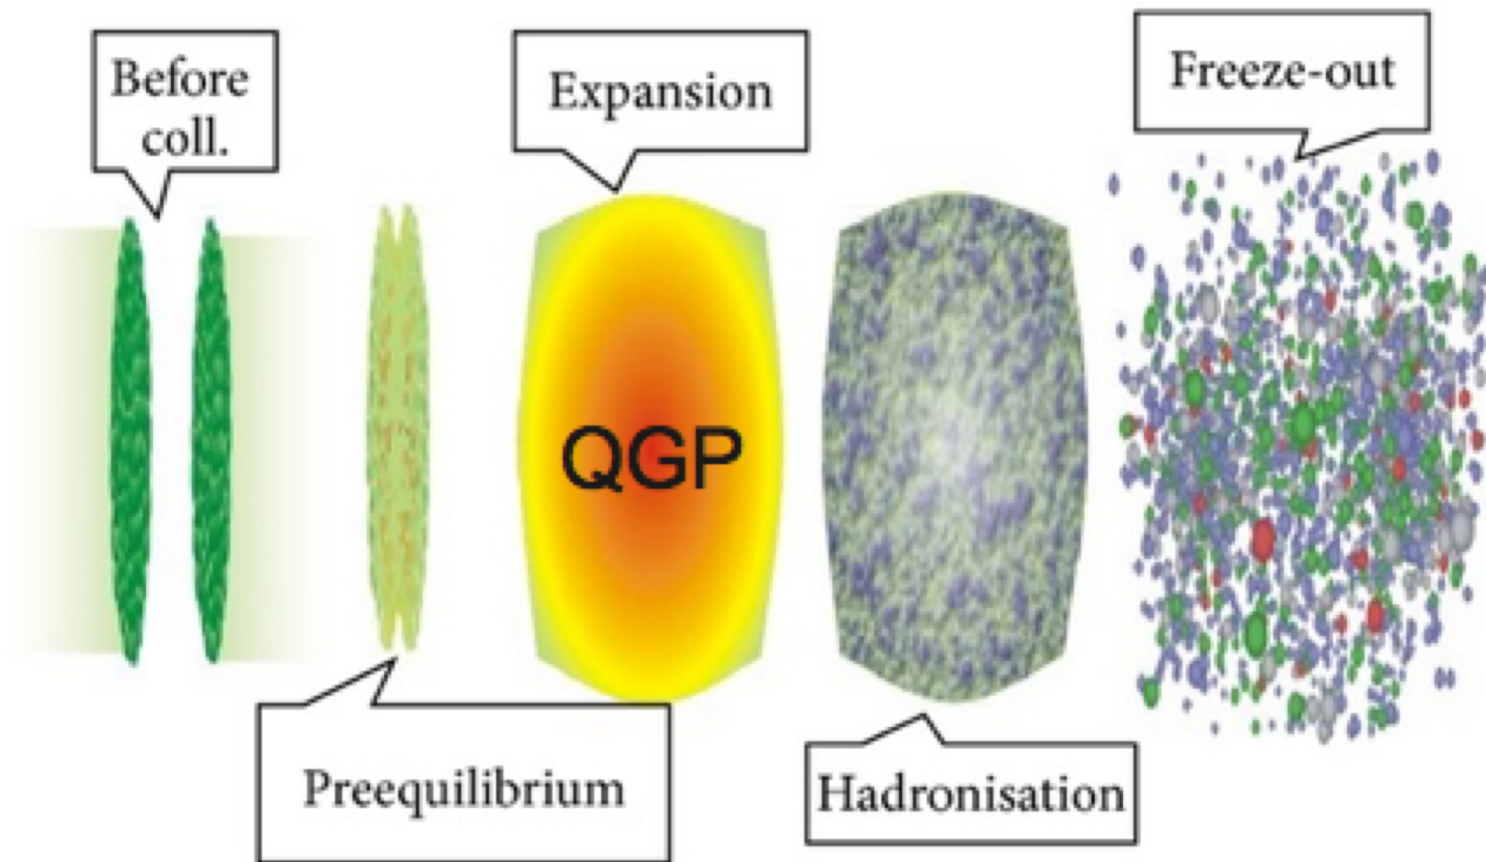 Before
coll.
Preequilibrium
Expansion
QGP
Hadronisation
Freeze-out